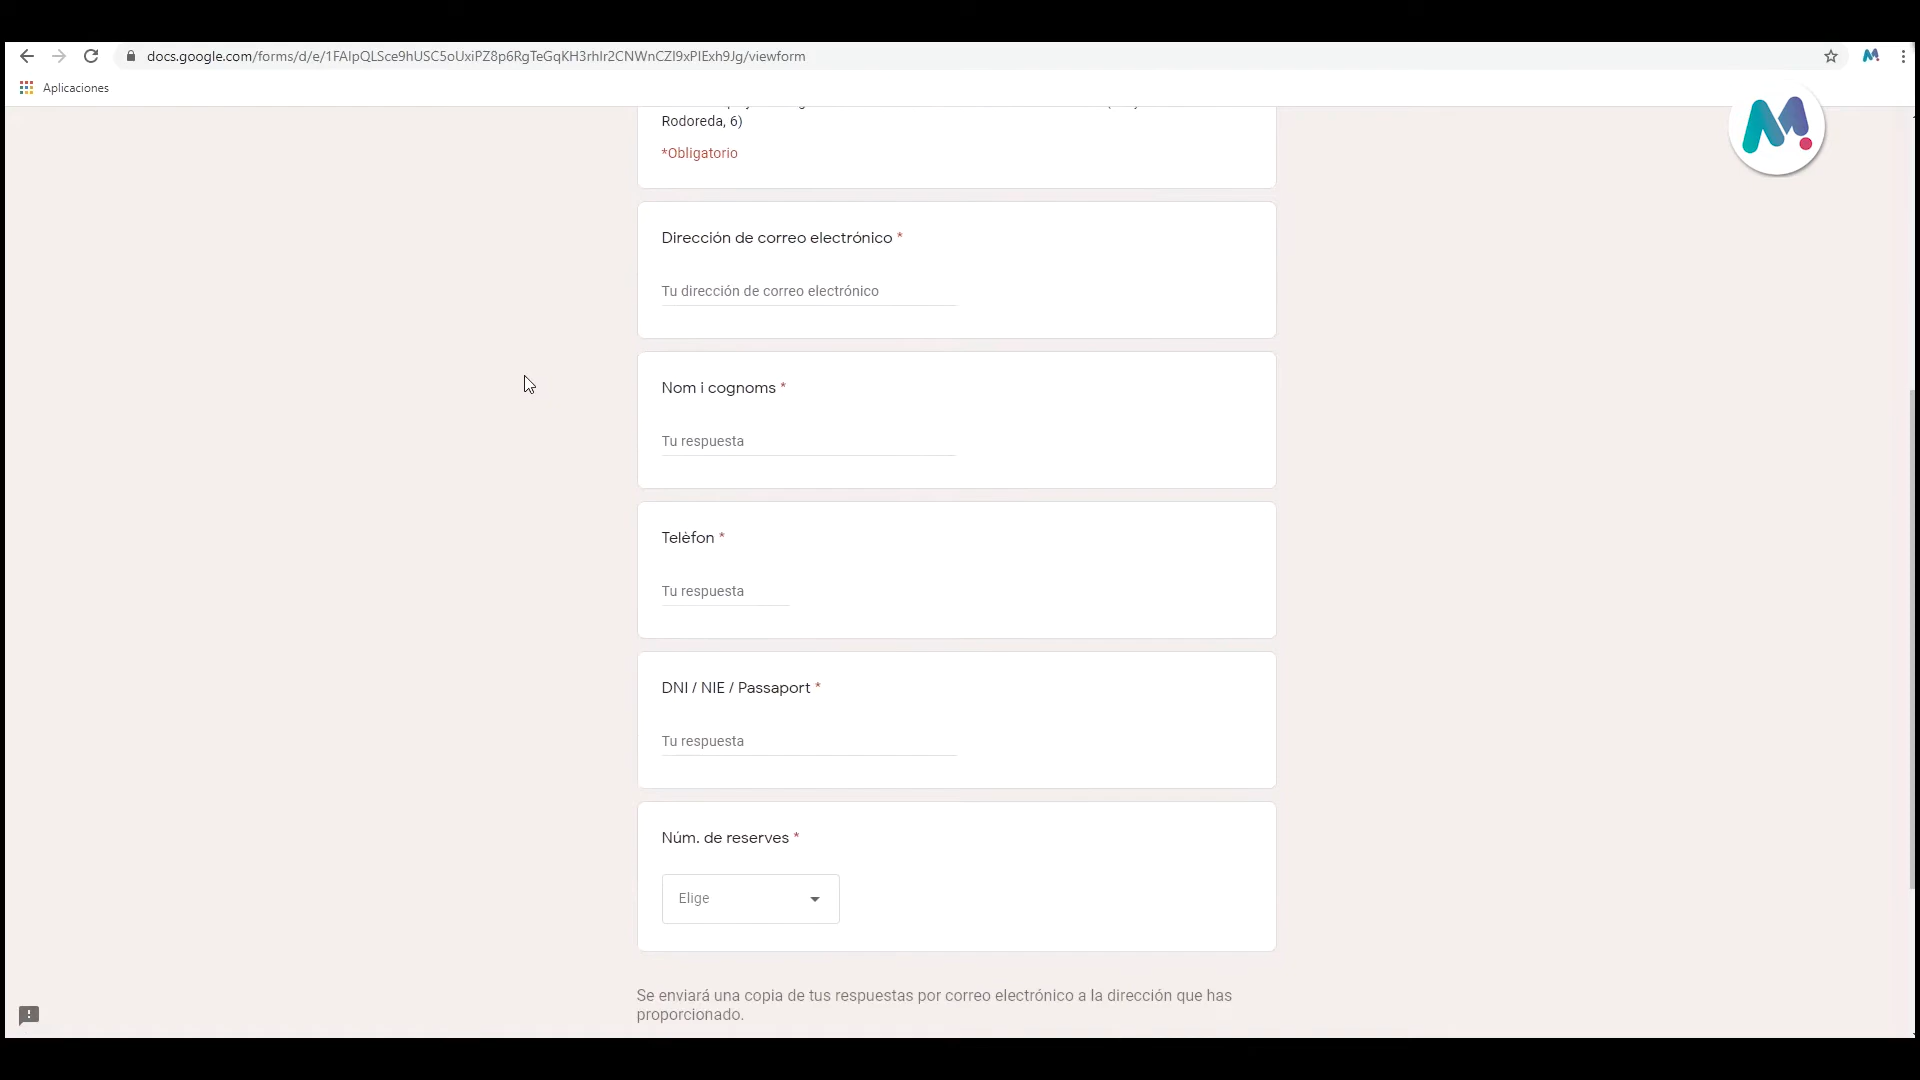 docs.google.com/forms/d/e/1FAIpQLSce9hUSC5oUxiPZ8p6RgTeGqKH3rhIr2CNWnCZI9xPIExh9Jg/viewform
Aplicaciones
Rodoreda, 6)
*Obligatorio
Dirección de correo electrónico *
Tu dirección de correo electrónico
Nom i cognoms *
Tu respuesta
Telèfon *
Tu respuesta
DNI / NIE / Passaport *
Tu respuesta
Núm. de reserves *
Elige
Se enviará una copia de tus respuestas por correo electrónico a la dirección que has
proporcionado.